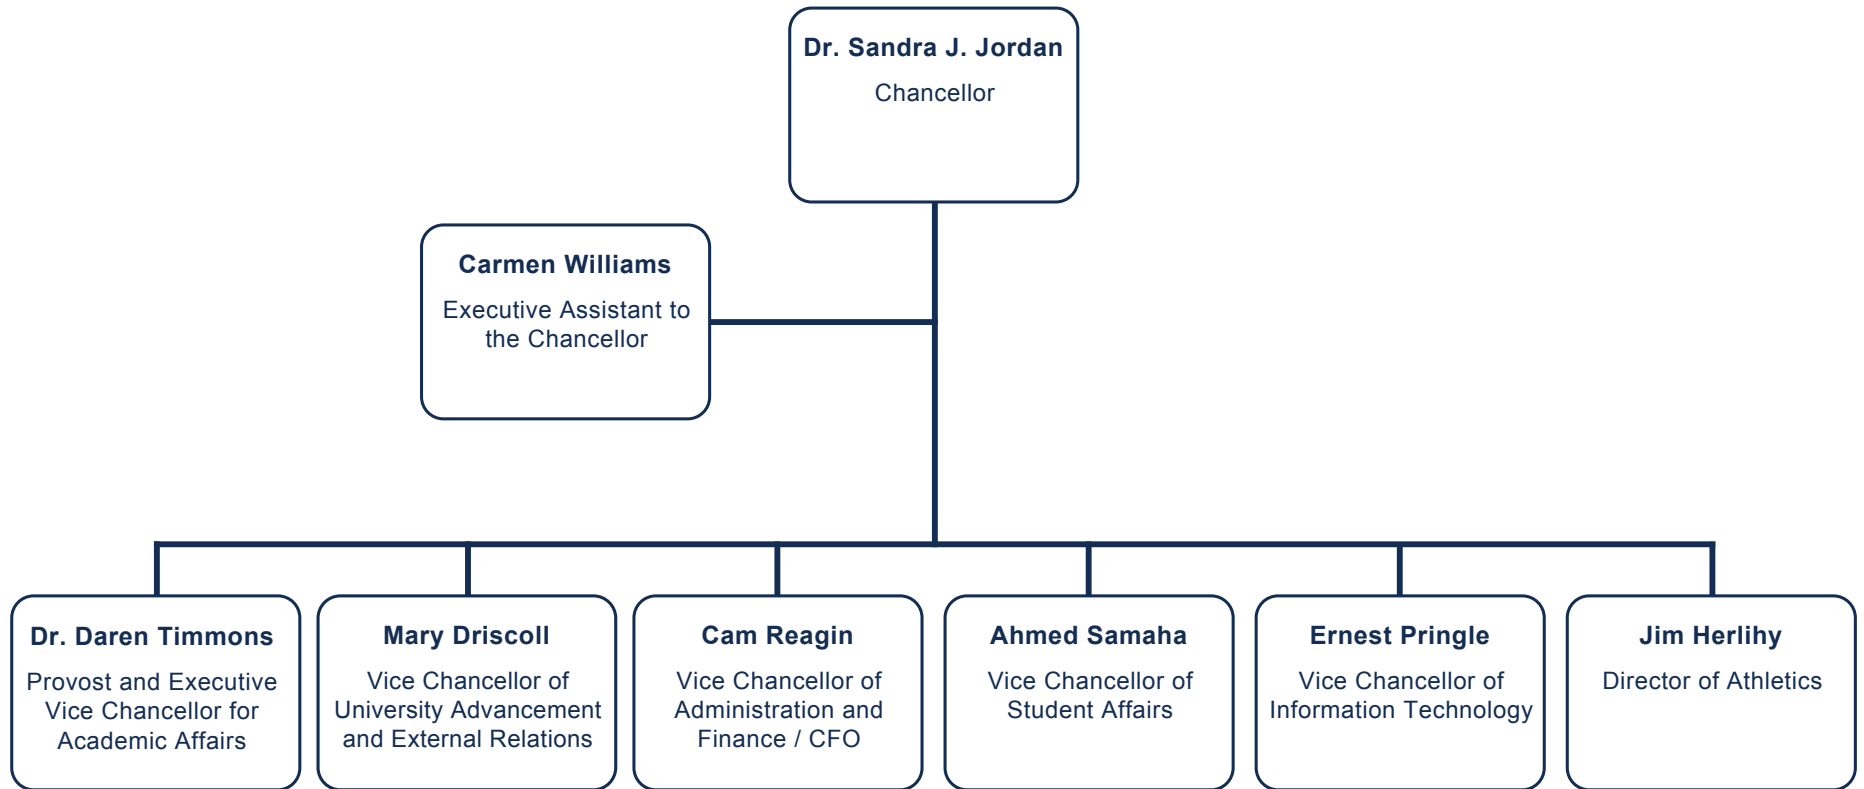 Dr. Sandra J. Jordan
Chancellor
Carmen Williams
Executive Assistant to
the Chancellor
Dr. Daren Timmons
Provost and Executive
Vice Chancellor for
Academic Affairs
Mary Driscoll
Vice Chancellor of
University Advancement
and External Relations
Cam Reagin
Vice Chancellor of
Administration and
Finance / CFO
Ahmed Samaha
Vice Chancellor of
Student Affairs
Ernest Pringle
Vice Chancellor of
Information Technology
Jim Herlihy
Director of Athletics